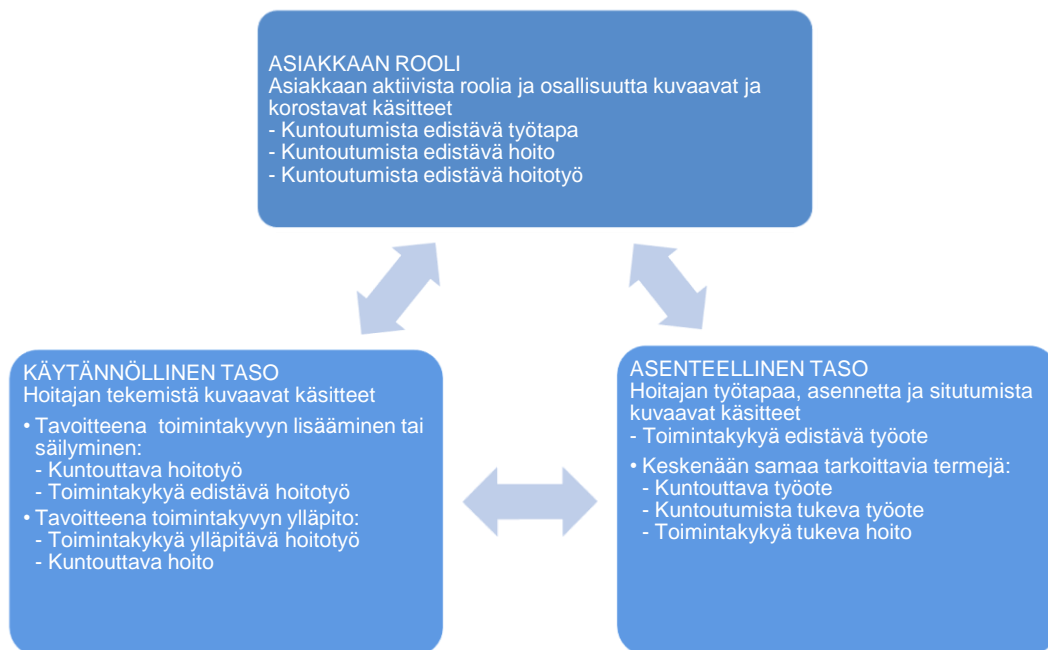 ASIAKKAAN ROOLI
Asiakkaan aktiivista roolia ja osallisuutta kuvaavat ja
korostavat käsitteet
- Kuntoutumista edistävä työtapa
- Kuntoutumista edistävä hoito
- Kuntoutumista edistävä hoitotyö
KÄYTÄNNÖLLINEN TASO
Hoitajan tekemistä kuvaavat käsitteet
• Tavoitteena toimintakyvyn lisääminen tai
säilyminen:
- Kuntouttava hoitotyö
- Toimintakykyä edistävä hoitotyö
• Tavoitteena toimintakyvyn ylläpito:
- Toimintakykyä ylläpitävä hoitotyö
- Kuntouttava hoito
ASENTEELLINEN TASO
Hoitajan työtapaa, asennetta ja situtumista
kuvaavat käsitteet
- Toimintakykyä edistävä työote
• Keskenään samaa tarkoittavia termejä:
- Kuntouttava työote
- Kuntoutumista tukeva työote
- Toimintakykyä tukeva hoito